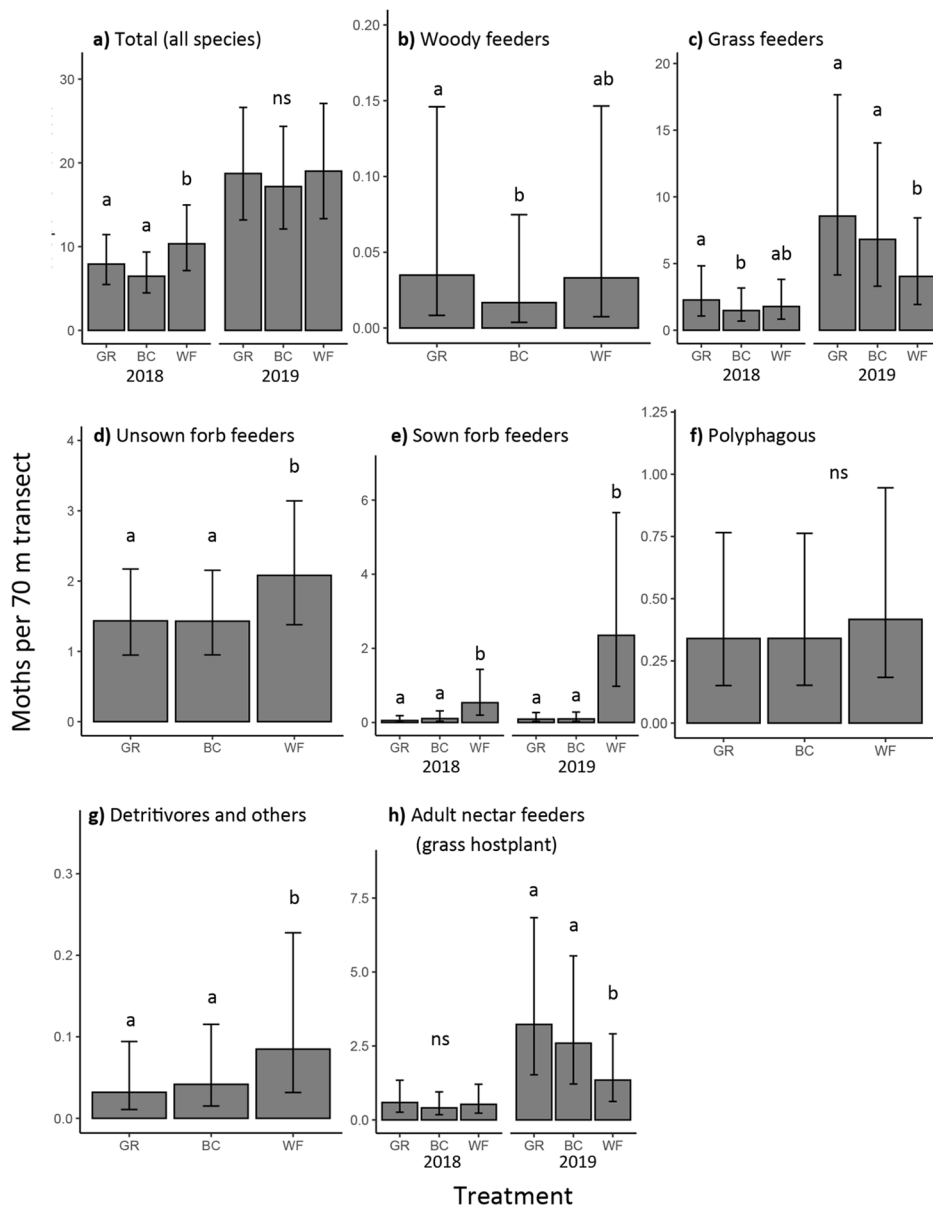 a) Total (all species)
30
20
10
0
a
a
b
ns
GR
BC
WF
GR
BC
WF
2018
2019
b) Woody feeders
0.20
0.15
0.10
0.05
0.00
a
b
ab
GR
BC
WF
c) Grass feeders
20
15
10
5
0
a
b
ab
a
a
b
GR
BC
WF
GR
BC
WF
2018
2019
Moths per 70 m transect
d) Unsown forb feeders
4
3
2
1
0
a
a
b
GR
BC
WF
e) Sown forb feeders
6
4
2
0
a
a
b
a
a
b
GR
BC
WF
GR
BC
WF
2018
2019
f) Polyphagous
1.25
1.00
0.75
0.50
0.25
0.00
ns
GR
BC
WF
g) Detritivores and others
0.3
0.2
0.1
0.0
a
a
b
GR
BC
WF
h) Adult nectar feeders
(grass hostplant)
7.5
5.0
2.5
0.0
ns
a
a
b
GR
BC
WF
GR
BC
WF
2018
2019
Treatment